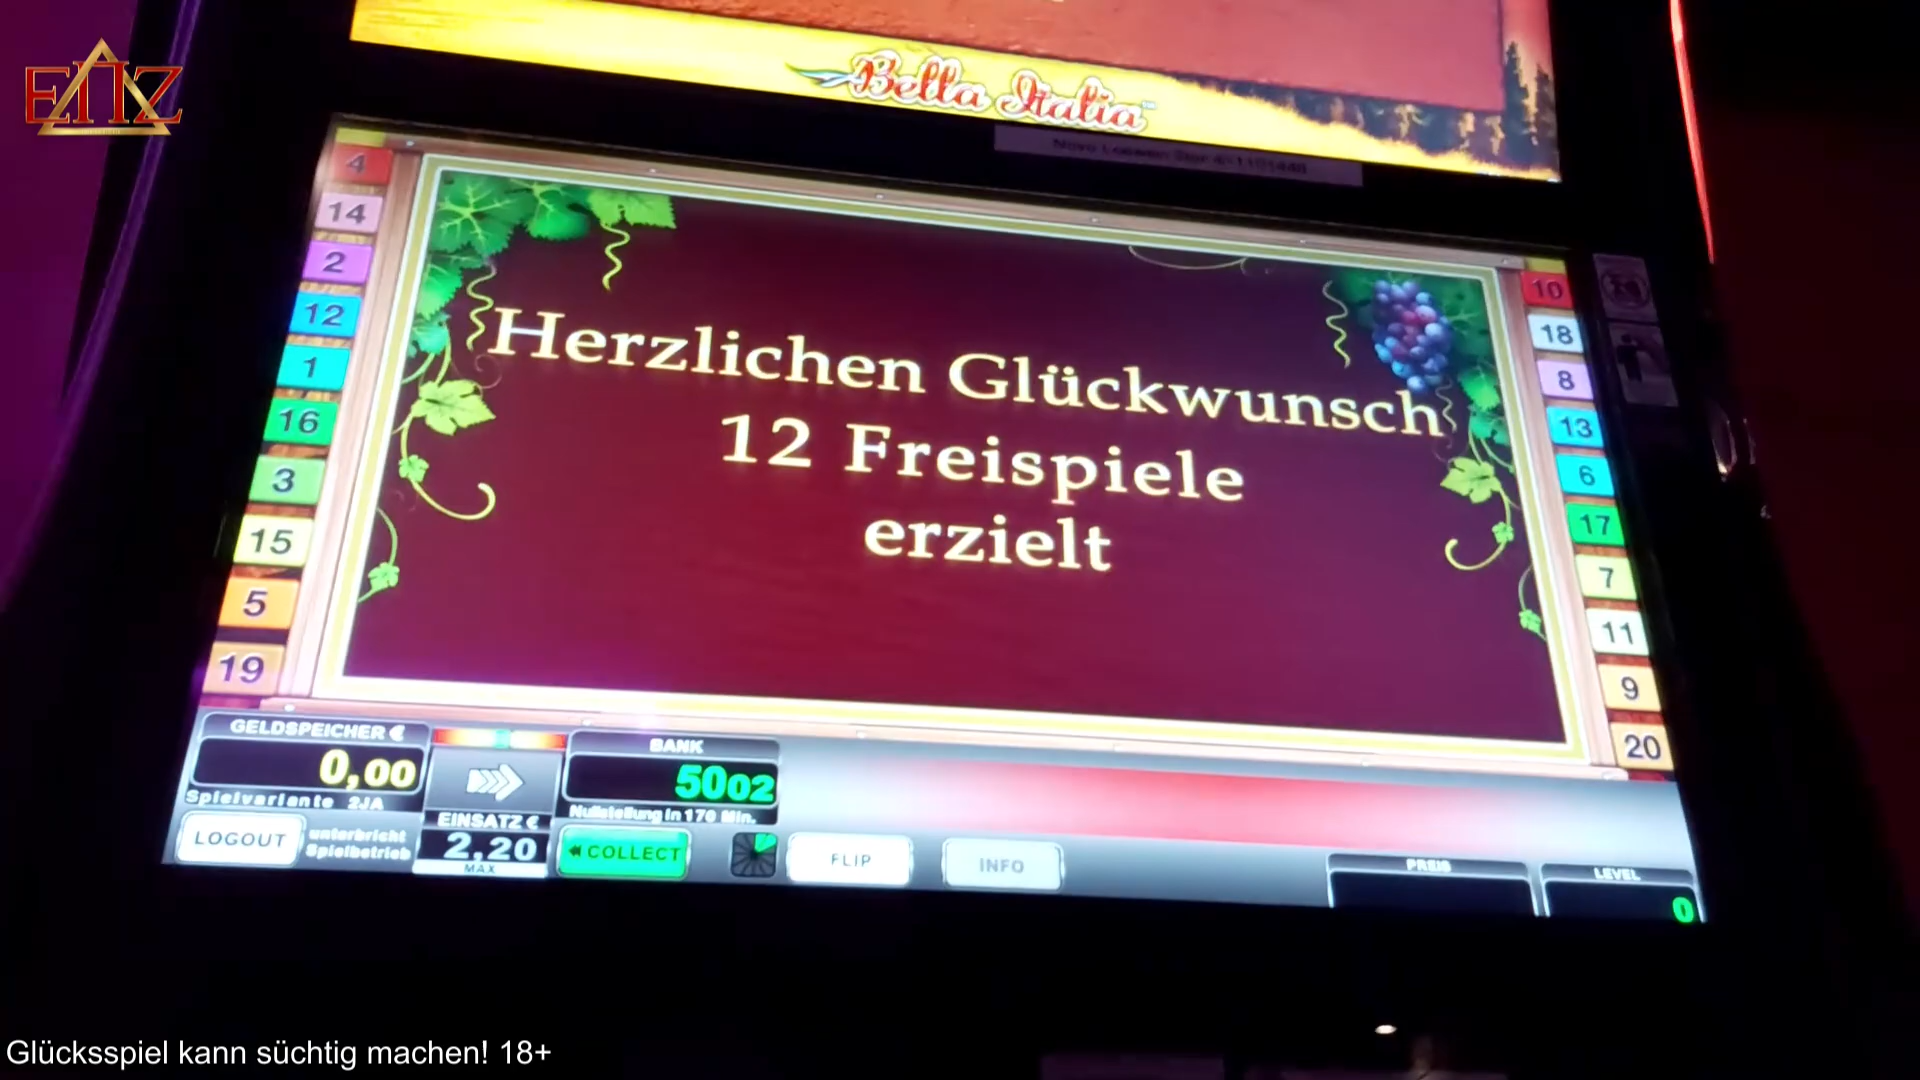 Bella Italia
4
14
2
12
1
16
3
15
5
19
Herzlichen Glückwunsch
12 Freispiele
erzielt
10
18
8
13
6
17
7
11
9
20
GELDSPEICHER €
0,00
Spielvariante 2JA
BANK
5002
Nullstellung in 170 Min.
LOGOUT
unterbricht
Spielbetrieb
EINSATZ €
2,20
MAX
COLLECT
FLIP
INFO
PREIS
LEVEL
0
Glücksspiel kann süchtig machen! 18+